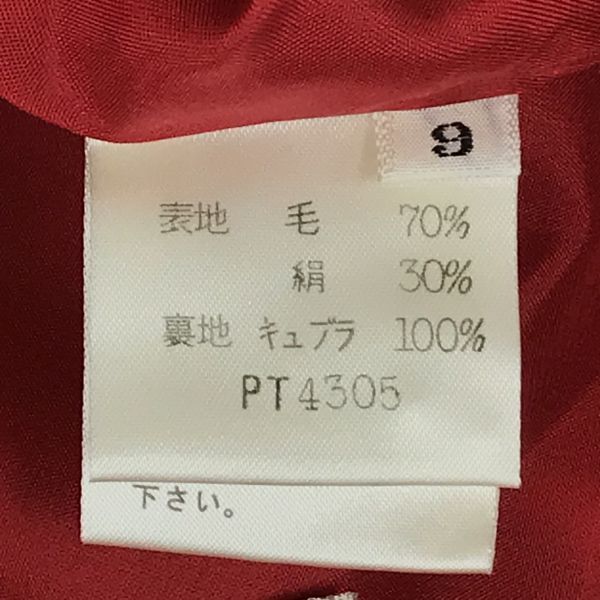 9
表地 毛 70%
絹 30%
裏地 キュプラ 100%
PT4305
下さい。